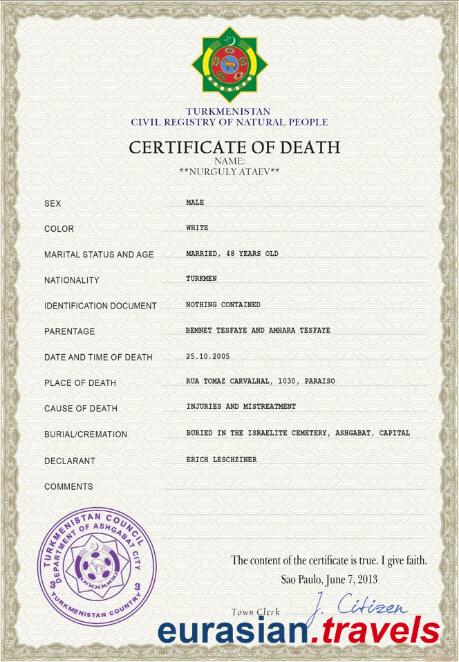 TURKMENISTAN
CIVIL REGISTRY OF NATURAL PEOPLE
CERTIFICATE OF DEATH
NAME:
**NURGULY ATAEV**
SEX MALE
COLOR WHITE
MARITAL STATUS AND AGE MARRIED, 48 YEARS OLD
NATIONALITY TURKMEN
IDENTIFICATION DOCUMENT NOTHING CONTAINED
PARENTAGE BEMNET TESFAYE AND AMHARA TESFAYE
DATE AND TIME OF DEATH 25.10.2005
PLACE OF DEATH RUA TOMAZ CARVALHAL, 1030, PARAISO
CAUSE OF DEATH INJURIES AND MISTREATMENT
BURIAL/CREMATION BURIED IN THE ISRAELITE CEMETERY, ASHGABAT, CAPITAL
DECLARANT ERICH LESCHZINER
COMMENTS
TURKMENISTAN COUNCIL
DEPARTMENT OF ASHGABAT CITY
3 3
TURKMENISTAN COUNTRY
The content of the certificate is true. I give faith.
Sao Paulo, June 7, 2013
Town Clerk J. Citizen
eurasian.travels